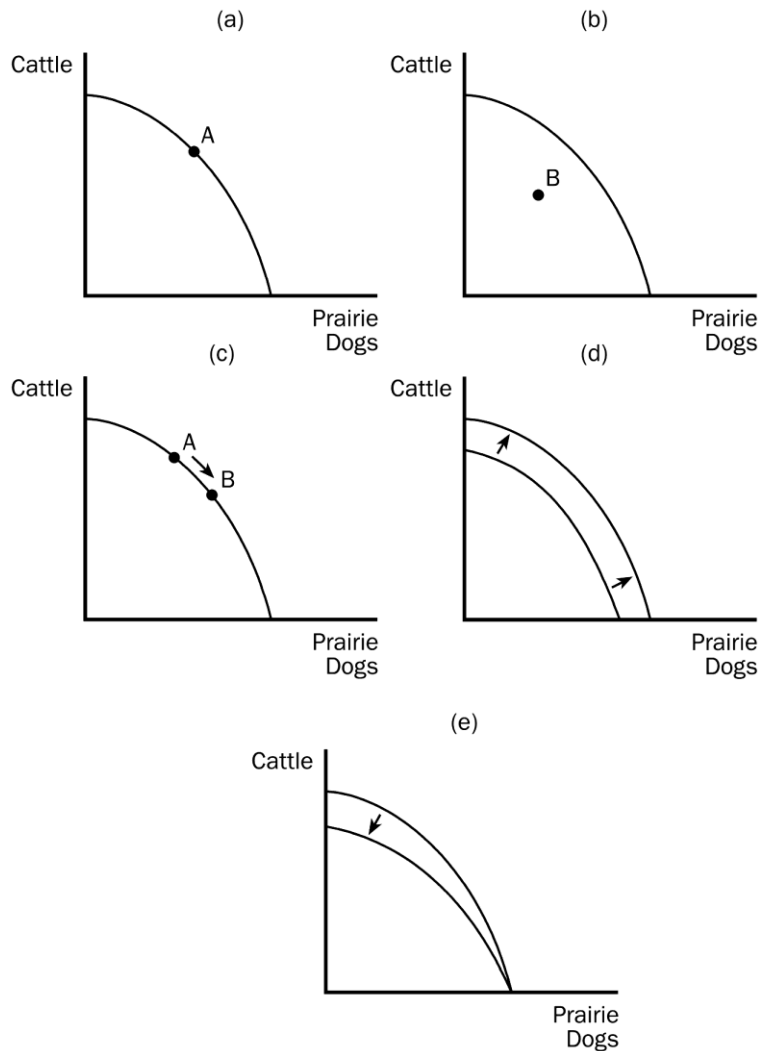 (a)
Cattle
A
Prairie
Dogs
(b)
Cattle
B
Prairie
Dogs
(c)
Cattle
A
B
Prairie
Dogs
(d)
Cattle
Prairie
Dogs
(e)
Cattle
Prairie
Dogs